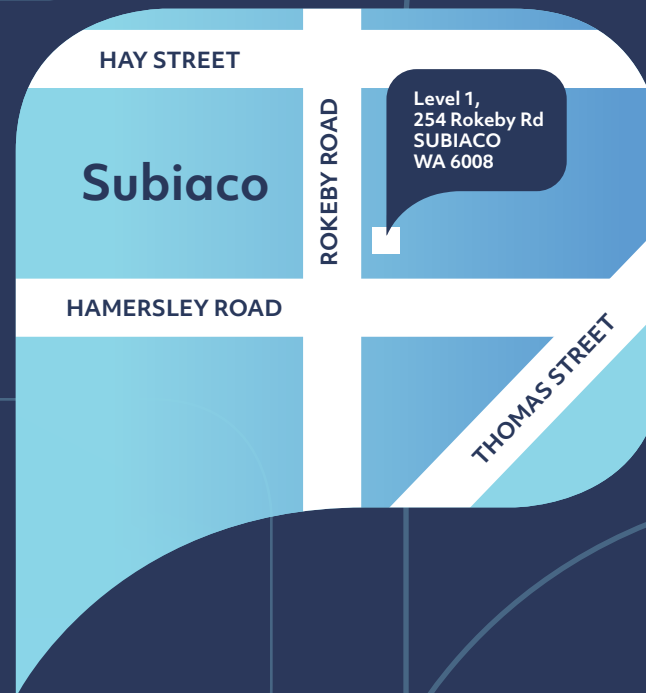 HAY STREET
ROKEBY ROAD
Level 1,
254 Rokeby Rd
SUBIACO
WA 6008
Subiaco
HAMERSLEY ROAD
THOMAS STREET